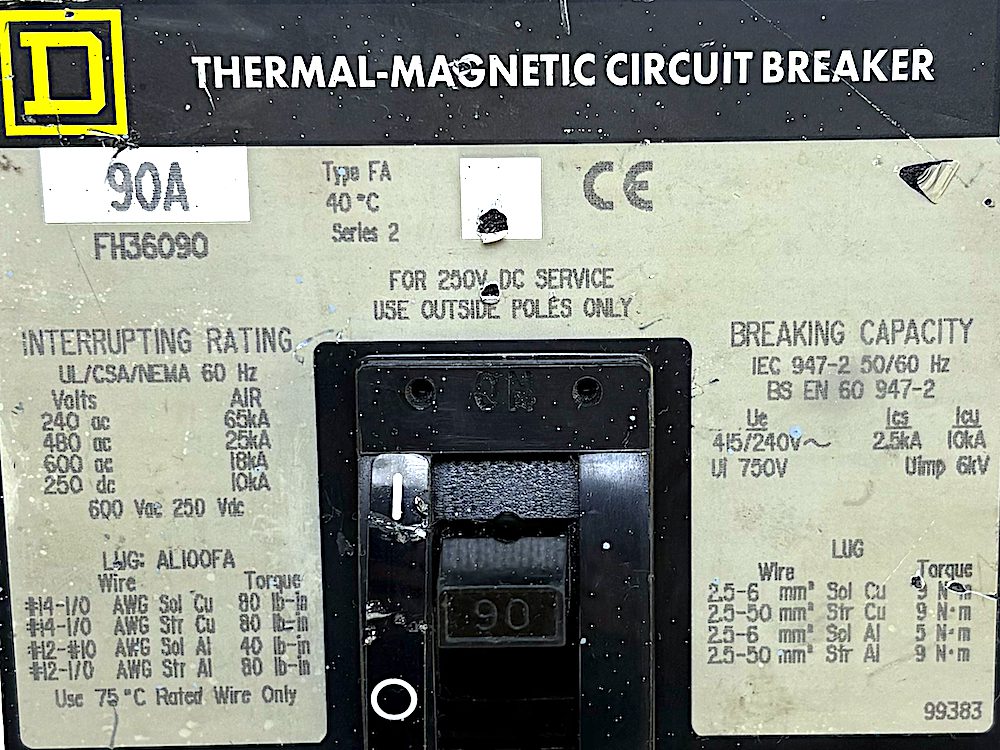 D
THERMAL-MAGNETIC CIRCUIT BREAKER
90A
FH36090
Type FA
40 °C
Series 2
CE
FOR 250V DC SERVICE
USE OUTSIDE POLES ONLY
INTERRUPTING RATING
UL/CSA/NEMA 60 Hz
Volts AIR
240 ac 65kA
480 ac 25kA
600 ac 18kA
250 dc 10kA
600 Vac 250 Vdc
LUG: AL100FA
Wire Torque
#14-1/0 AWG Sol Cu 80 lb-in
#14-1/0 AWG Str Cu 80 lb-in
#12-#10 AWG Sol Al 40 lb-in
#12-1/0 AWG Str Al 80 lb-in
Use 75 °C Rated Wire Only
ON
I
90
O
BREAKING CAPACITY
IEC 947-2 50/60 Hz
BS EN 60 947-2
Ue Ics Icu
415/240V~ 2.5kA 10kA
Ui 750V Uimp 6kV
LUG
Wire Torque
2.5-6 mm² Sol Cu 9 N·m
2.5-50 mm² Str Cu 9 N·m
2.5-6 mm² Sol Al 5 N·m
2.5-50 mm² Str Al 9 N·m
99383